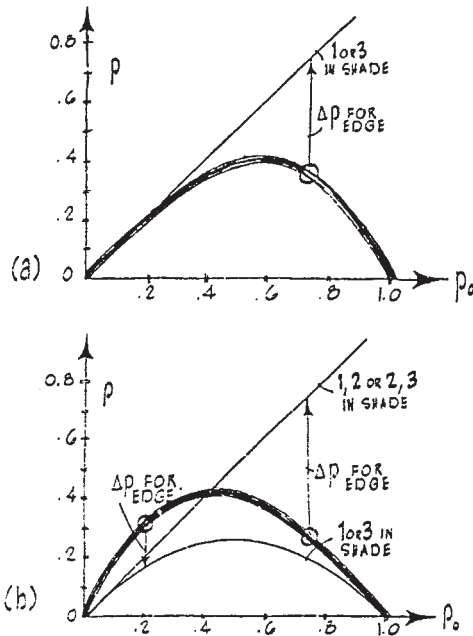 0.8
.6
.4
.2
0
p
1 OR 3
IN SHADE
Δp FOR
EDGE
.2 .4 .6 .8 1.0
p₀
(a)
0.8
.6
.4
.2
0
p
1, 2 OR 2, 3
IN SHADE
Δp FOR
EDGE
Δp FOR
EDGE
1 OR 3 IN
SHADE
.2 .4 .6 .8 1.0
p₀
(b)